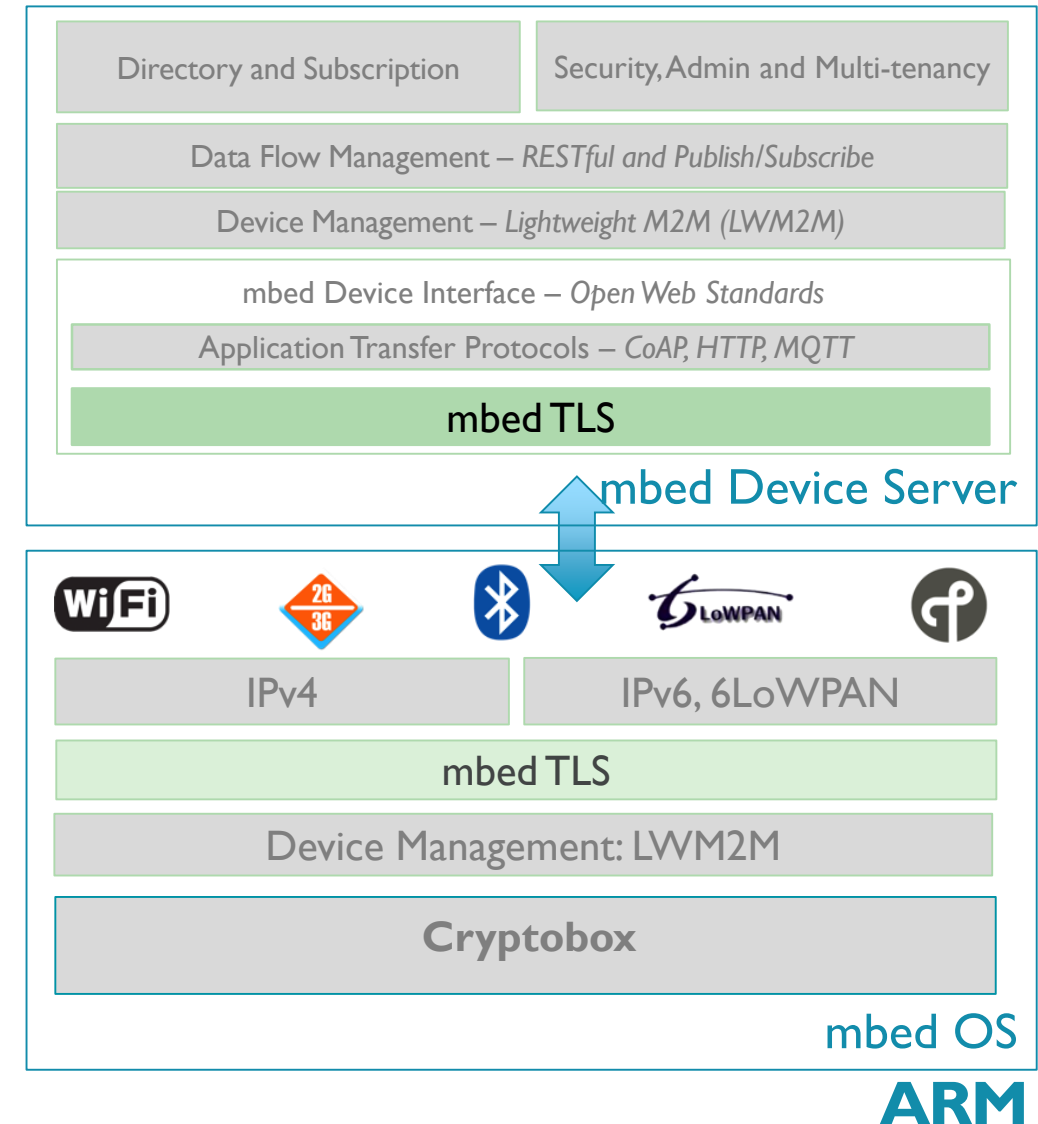 Directory and Subscription
Security, Admin and Multi-tenancy
Data Flow Management – RESTful and Publish/Subscribe
Device Management – Lightweight M2M (LWM2M)
mbed Device Interface – Open Web Standards
Application Transfer Protocols – CoAP, HTTP, MQTT
mbed TLS
mbed Device Server
WiFi
2G
3G
6LoWPAN
IPv4
IPv6, 6LoWPAN
mbed TLS
Device Management: LWM2M
Cryptobox
mbed OS
ARM